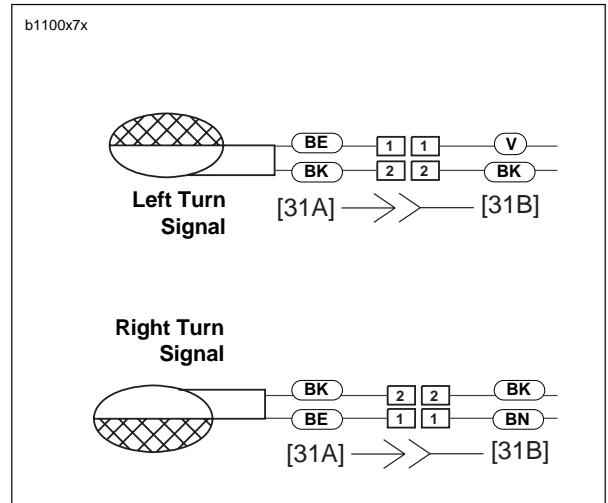 b1100x7x
BE 1 1 V
BK 2 2 BK
Left Turn
Signal
[31A] [31B]
Right Turn
Signal
BK 2 2 BK
BE 1 1 BN
[31A] [31B]